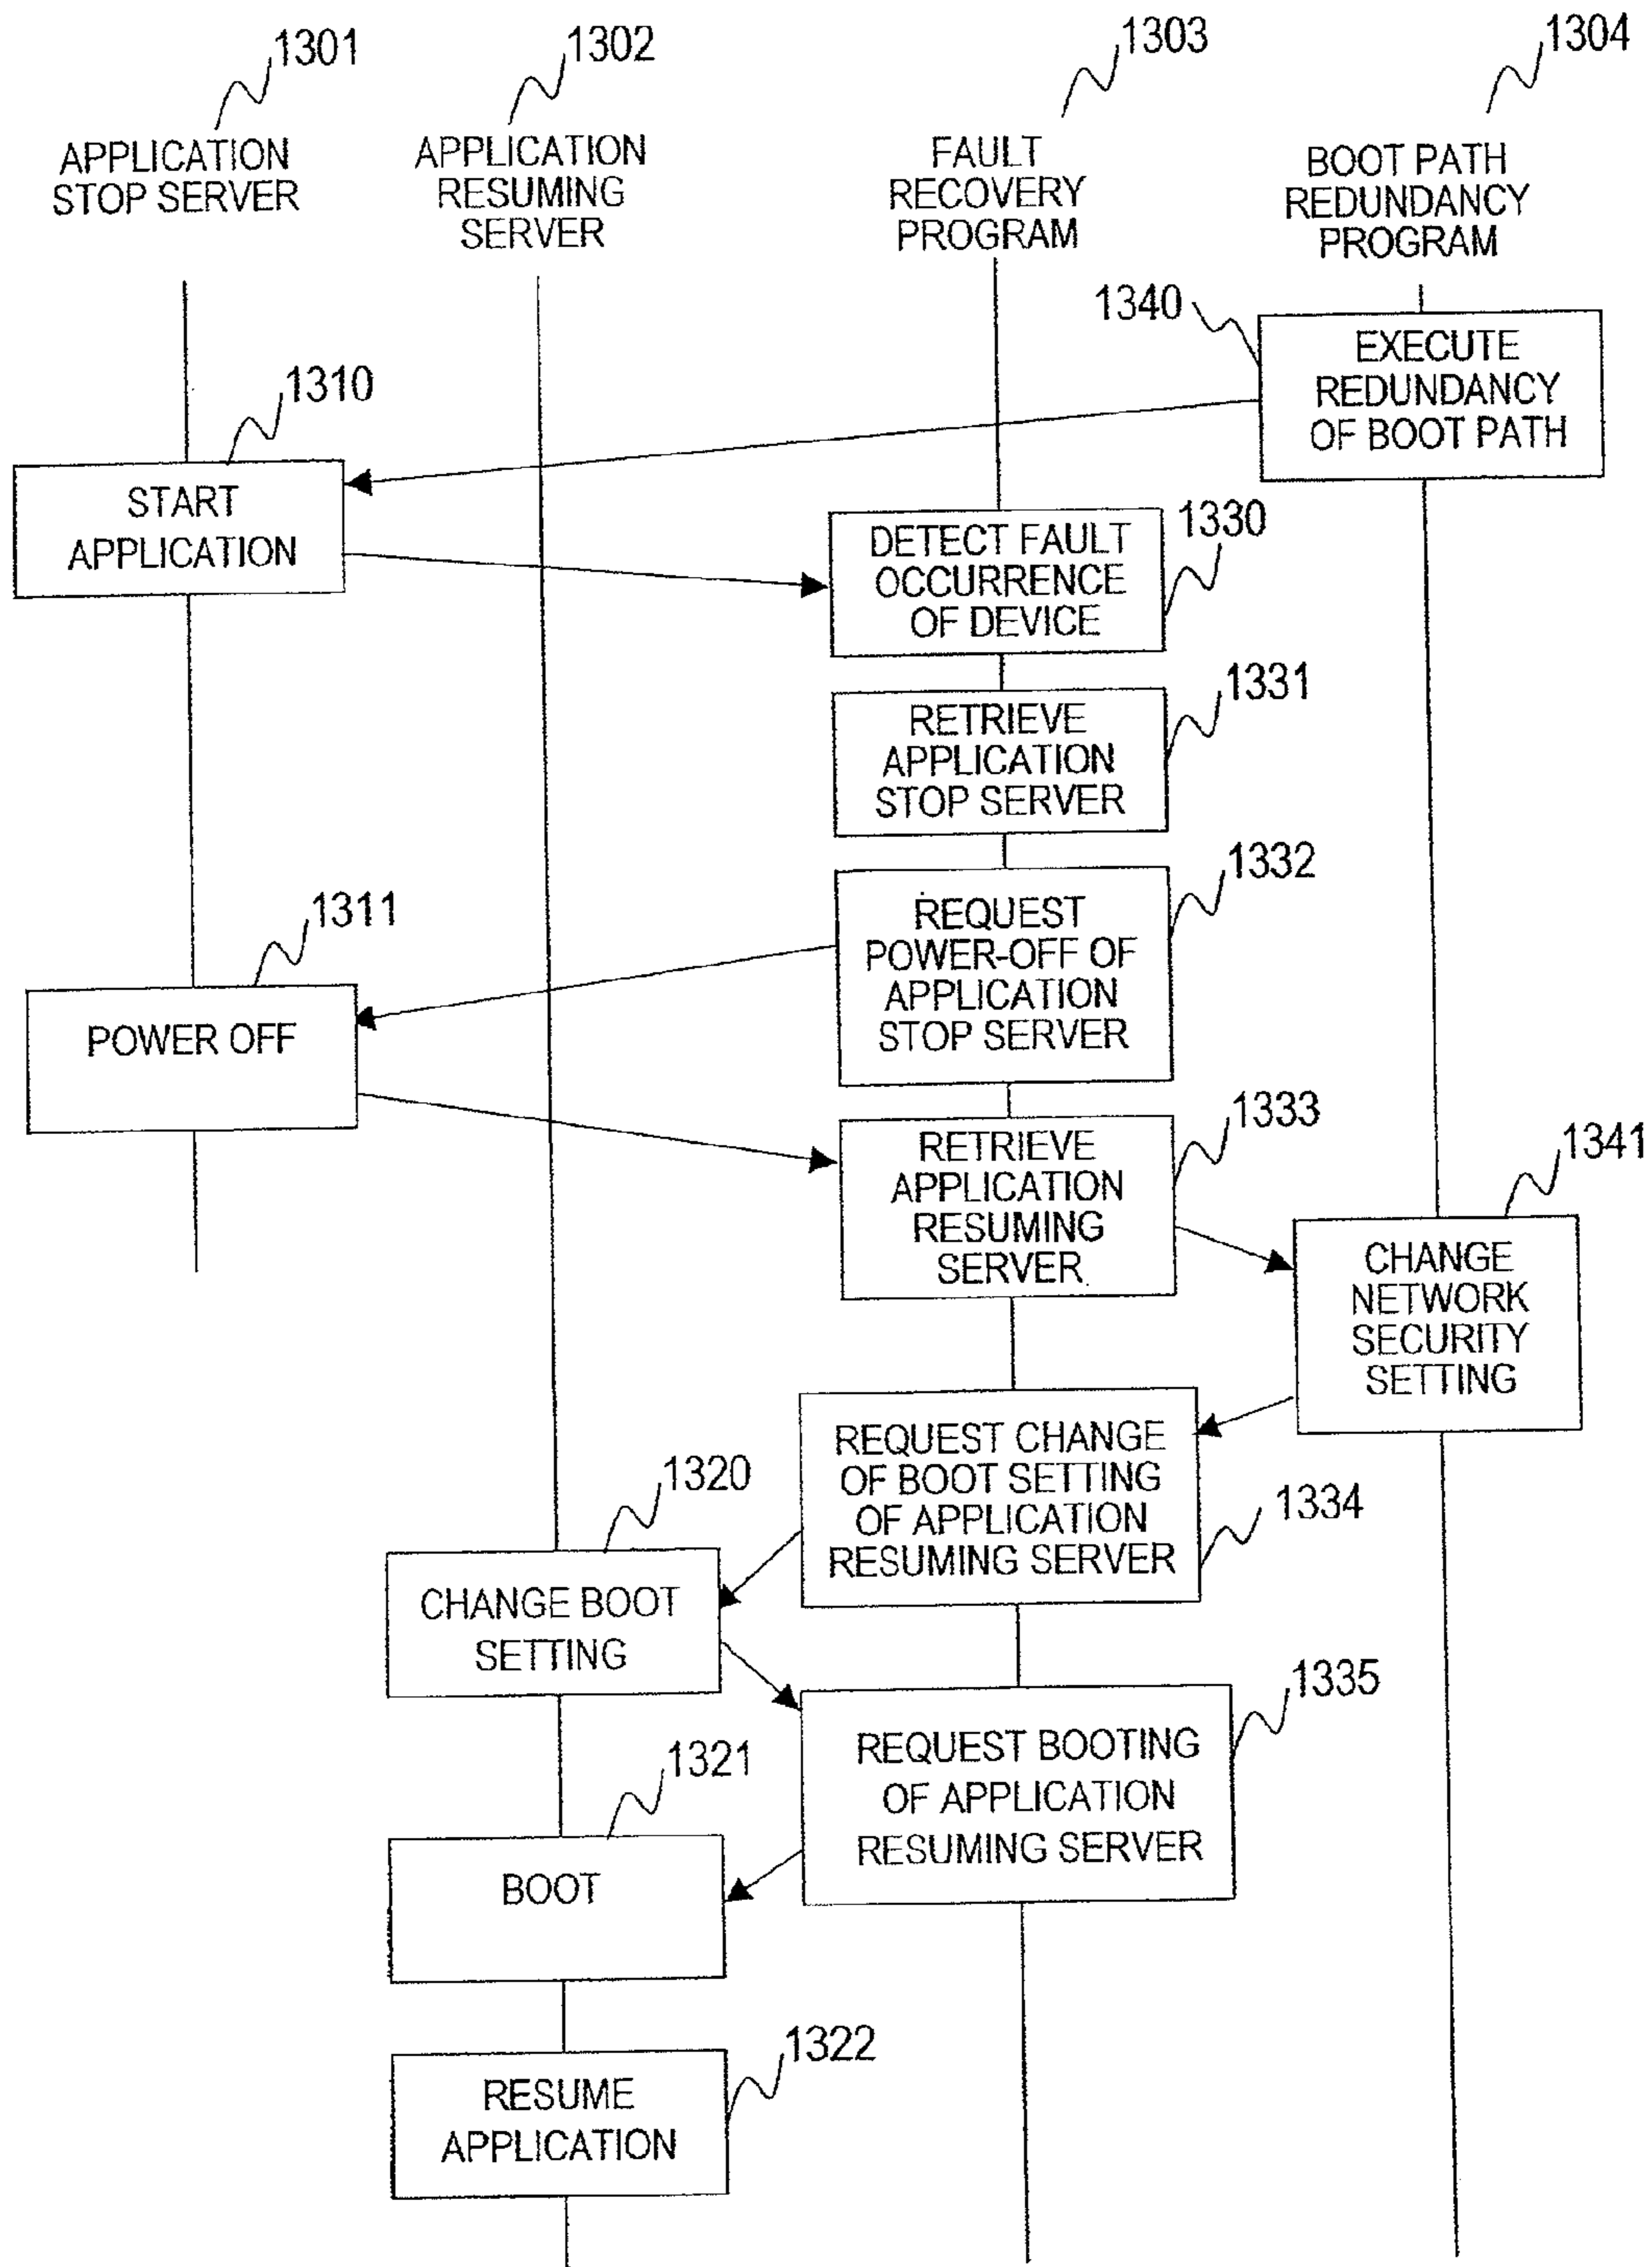 1301
1302
1303
1304
APPLICATION
STOP SERVER
APPLICATION
RESUMING
SERVER
FAULT
RECOVERY
PROGRAM
BOOT PATH
REDUNDANCY
PROGRAM
1340
EXECUTE
REDUNDANCY
OF BOOT PATH
1310
START
APPLICATION
1330
DETECT FAULT
OCCURRENCE
OF DEVICE
1331
RETRIEVE
APPLICATION
STOP SERVER
1332
REQUEST
POWER-OFF OF
APPLICATION
STOP SERVER
1311
POWER OFF
1333
RETRIEVE
APPLICATION
RESUMING
SERVER
1341
CHANGE
NETWORK
SECURITY
SETTING
REQUEST CHANGE
OF BOOT SETTING
OF APPLICATION
RESUMING SERVER
1334
1320
CHANGE BOOT
SETTING
1335
REQUEST BOOTING
OF APPLICATION
RESUMING SERVER
1321
BOOT
1322
RESUME
APPLICATION